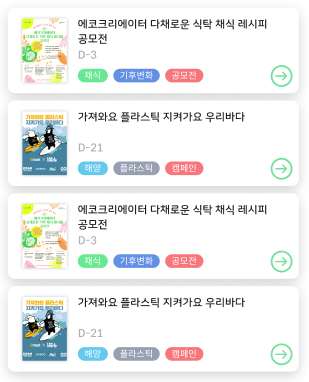 에코크리에이터 다채로운 식탁 채식 레시피
공모전
D-3
채식 기후변화 공모전
가져와요 플라스틱 지켜가요 우리바다
D-21
해양 플라스틱 캠페인
에코크리에이터 다채로운 식탁 채식 레시피
공모전
D-3
채식 기후변화 공모전
가져와요 플라스틱 지켜가요 우리바다
D-21
해양 플라스틱 캠페인